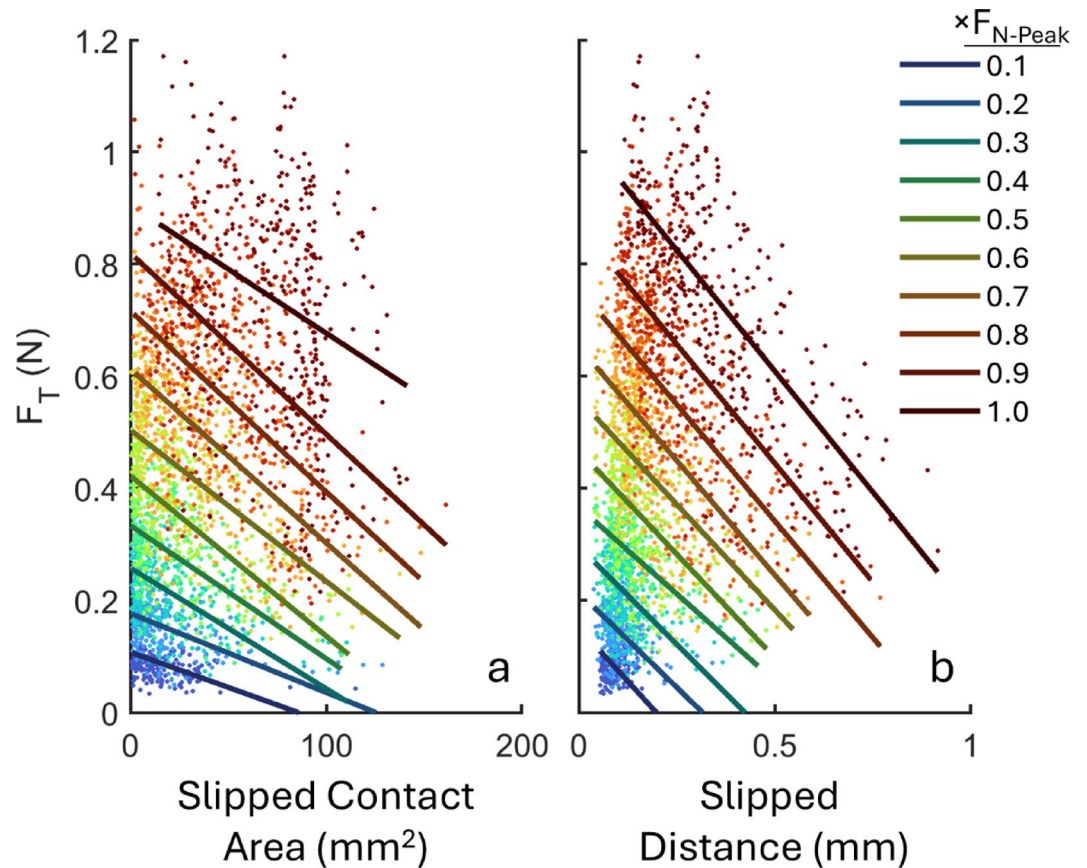 ×F_N-Peak
0.1
0.2
0.3
0.4
0.5
0.6
0.7
0.8
0.9
1.0
1.2
1
0.8
0.6
0.4
0.2
0
F_T (N)
a
b
0
100
200
0
0.5
1
Slipped Contact
Area (mm²)
Slipped
Distance (mm)